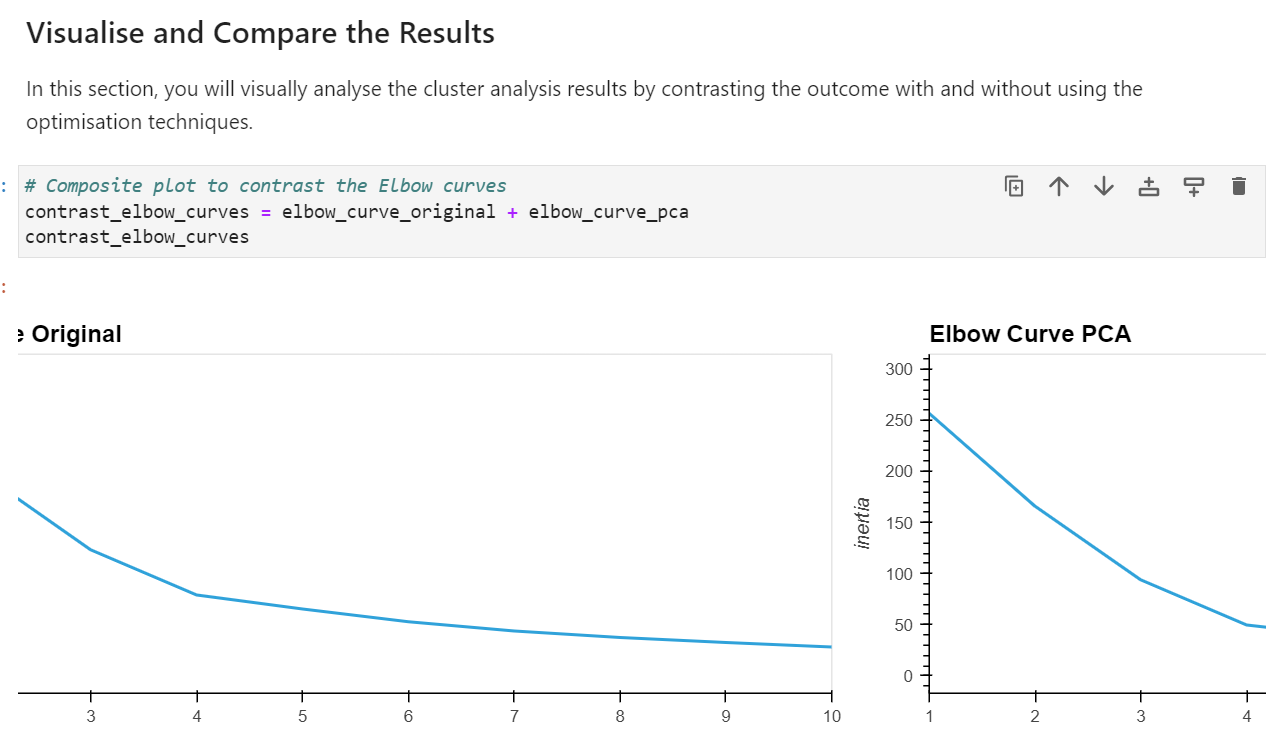 Visualise and Compare the Results
In this section, you will visually analyse the cluster analysis results by contrasting the outcome with and without using the
optimisation techniques.
:
# Composite plot to contrast the Elbow curves
contrast_elbow_curves = elbow_curve_original + elbow_curve_pca
contrast_elbow_curves
:
e Original
3 4 5 6 7 8 9 10
Elbow Curve PCA
300
250
200
150
100
50
0
inertia
1 2 3 4